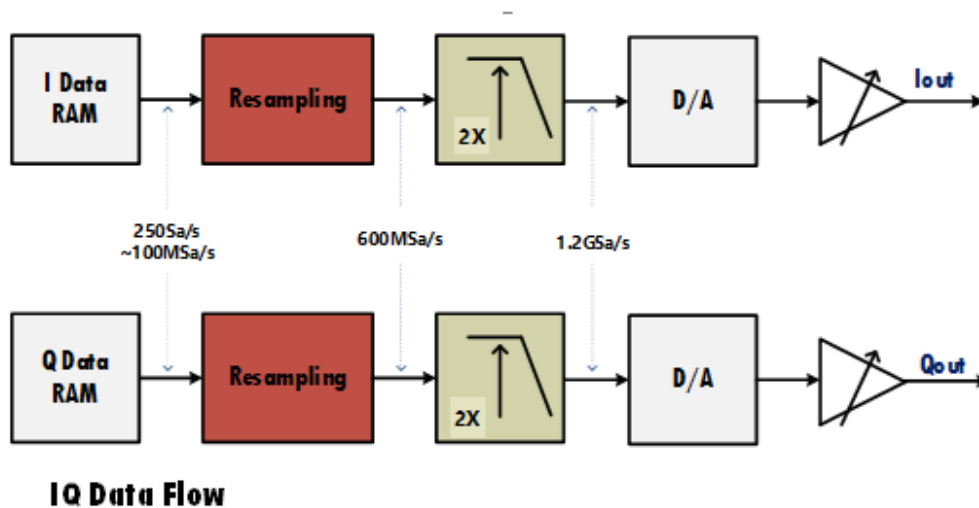 I Data
RAM
Resampling
2X
D/A
Iout
250Sa/s
~100MSa/s
600MSa/s
1.2GSa/s
Q Data
RAM
Resampling
2X
D/A
Qout
IQ Data Flow